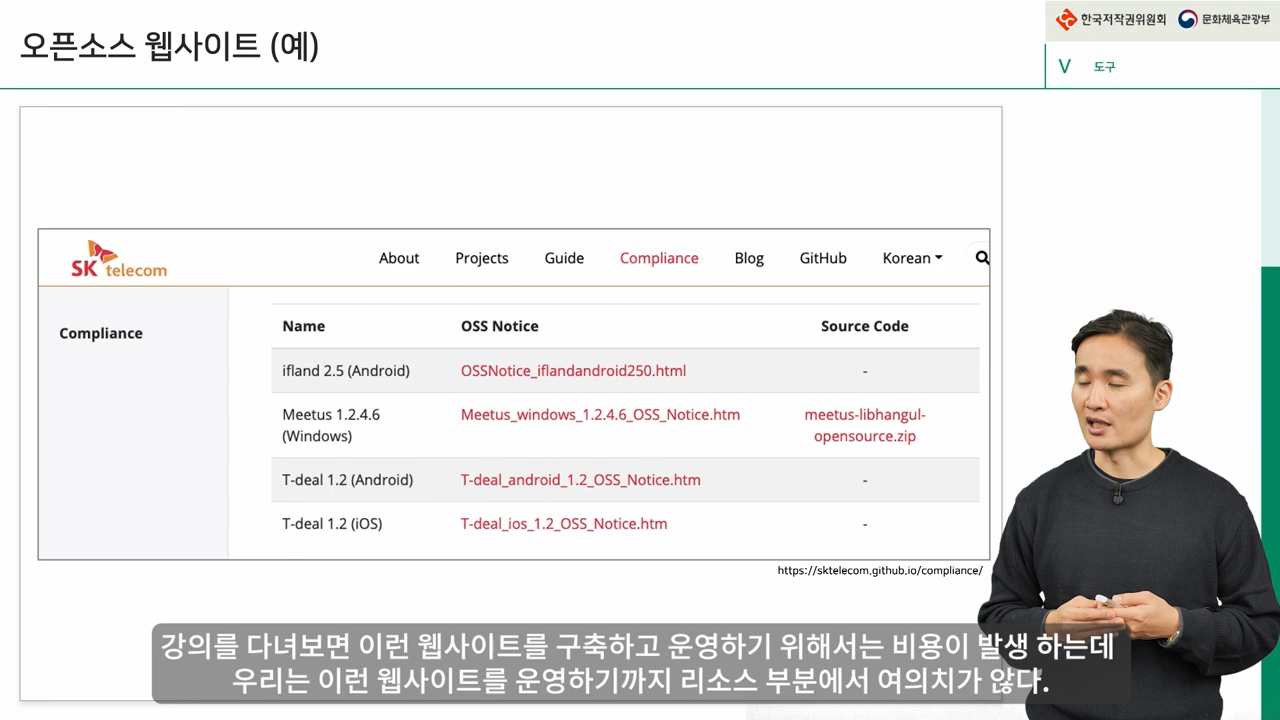 오픈소스 웹사이트 (예)
한국저작권위원회 문화체육관광부
V 도구
SK telecom
About Projects Guide Compliance Blog GitHub Korean
Compliance
Name OSS Notice Source Code
ifland 2.5 (Android) OSSNotice_iflandandroid250.html -
Meetus 1.2.4.6 Meetus_windows_1.2.4.6_OSS_Notice.htm meetus-libhangul-
(Windows) opensource.zip
T-deal 1.2 (Android) T-deal_android_1.2_OSS_Notice.htm -
T-deal 1.2 (iOS) T-deal_ios_1.2_OSS_Notice.htm -
https://sktelecom.github.io/compliance/
강의를 다녀보면 이런 웹사이트를 구축하고 운영하기 위해서는 비용이 발생 하는데
우리는 이런 웹사이트를 운영하기까지 리소스 부분에서 여의치가 않다.